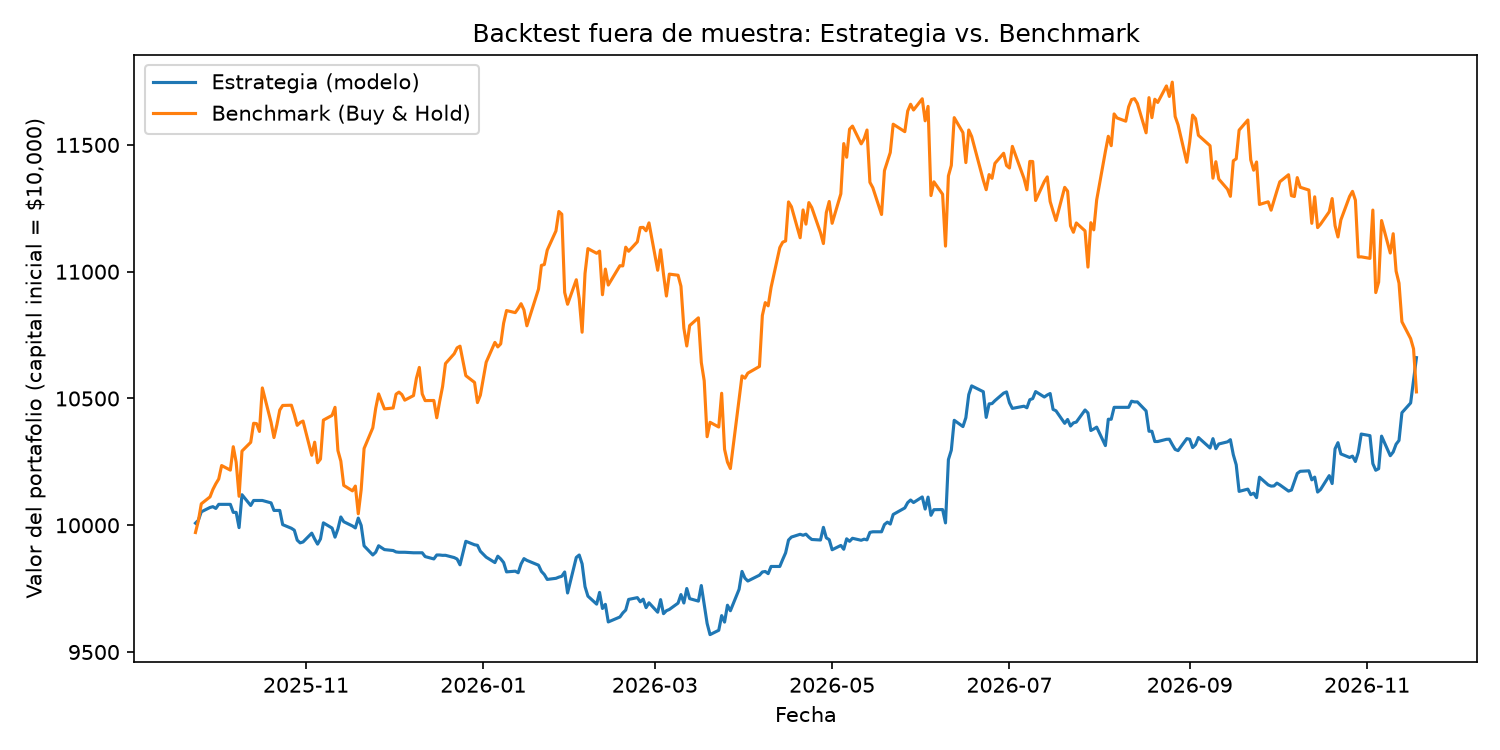 Backtest fuera de muestra: Estrategia vs. Benchmark
Estrategia (modelo)
Benchmark (Buy & Hold)
Valor del portafolio (capital inicial = $10,000)
11500
11000
10500
10000
9500
2025-11
2026-01
2026-03
2026-05
2026-07
2026-09
2026-11
Fecha